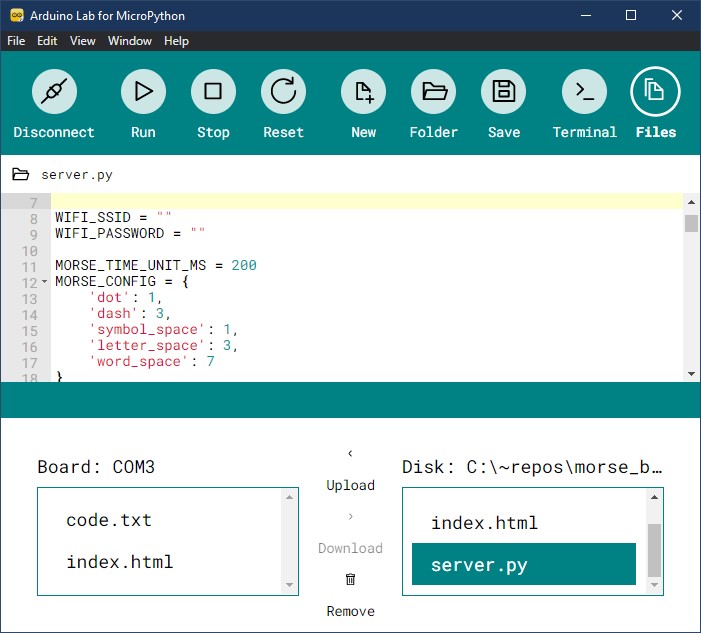 Arduino Lab for MicroPython
File Edit View Window Help
Disconnect Run Stop Reset New Folder Save Terminal Files
server.py
7
8 WIFI_SSID = ""
9 WIFI_PASSWORD = ""
10
11 MORSE_TIME_UNIT_MS = 200
12 MORSE_CONFIG = {
13 'dot': 1,
14 'dash': 3,
15 'symbol_space': 1,
16 'letter_space': 3,
17 'word_space': 7
18 }
Board: COM3
code.txt
index.html
Upload
Download
Remove
Disk: C:\~repos\morse_b…
index.html
server.py